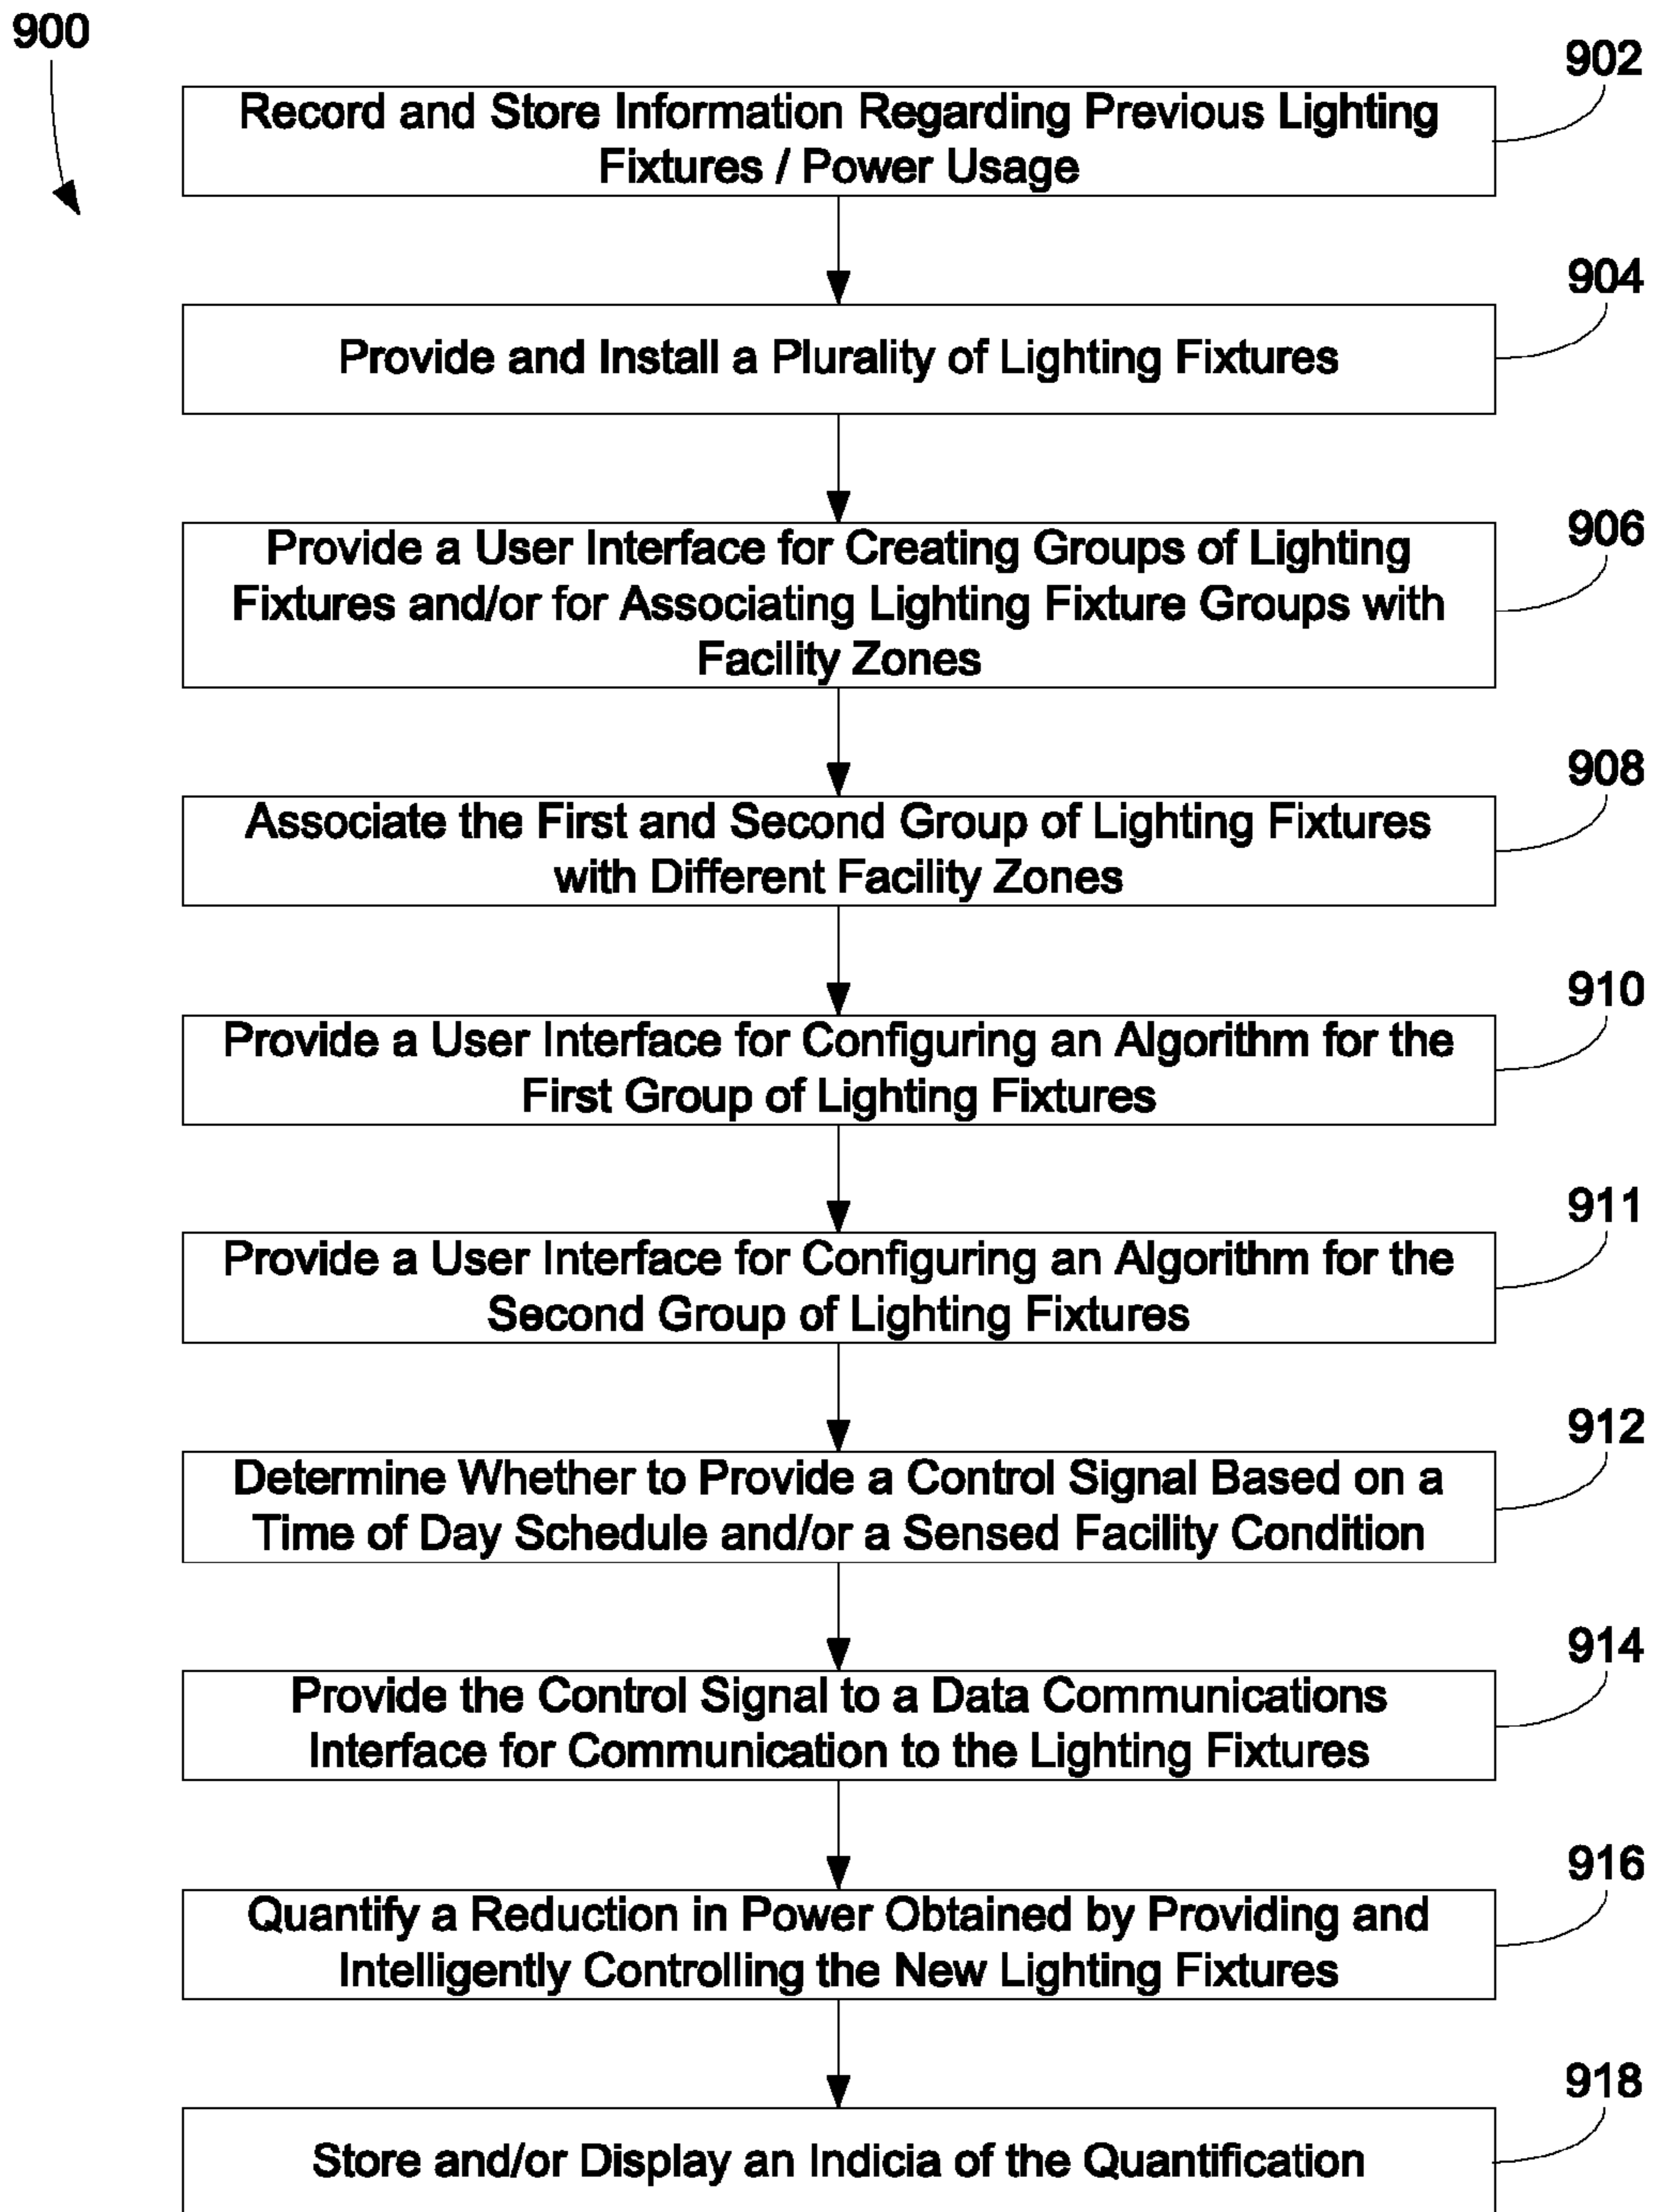 900
902
Record and Store Information Regarding Previous Lighting
Fixtures / Power Usage
904
Provide and Install a Plurality of Lighting Fixtures
906
Provide a User Interface for Creating Groups of Lighting
Fixtures and/or for Associating Lighting Fixture Groups with
Facility Zones
908
Associate the First and Second Group of Lighting Fixtures
with Different Facility Zones
910
Provide a User Interface for Configuring an Algorithm for the
First Group of Lighting Fixtures
911
Provide a User Interface for Configuring an Algorithm for the
Second Group of Lighting Fixtures
912
Determine Whether to Provide a Control Signal Based on a
Time of Day Schedule and/or a Sensed Facility Condition
914
Provide the Control Signal to a Data Communications
Interface for Communication to the Lighting Fixtures
916
Quantify a Reduction in Power Obtained by Providing and
Intelligently Controlling the New Lighting Fixtures
918
Store and/or Display an Indicia of the Quantification